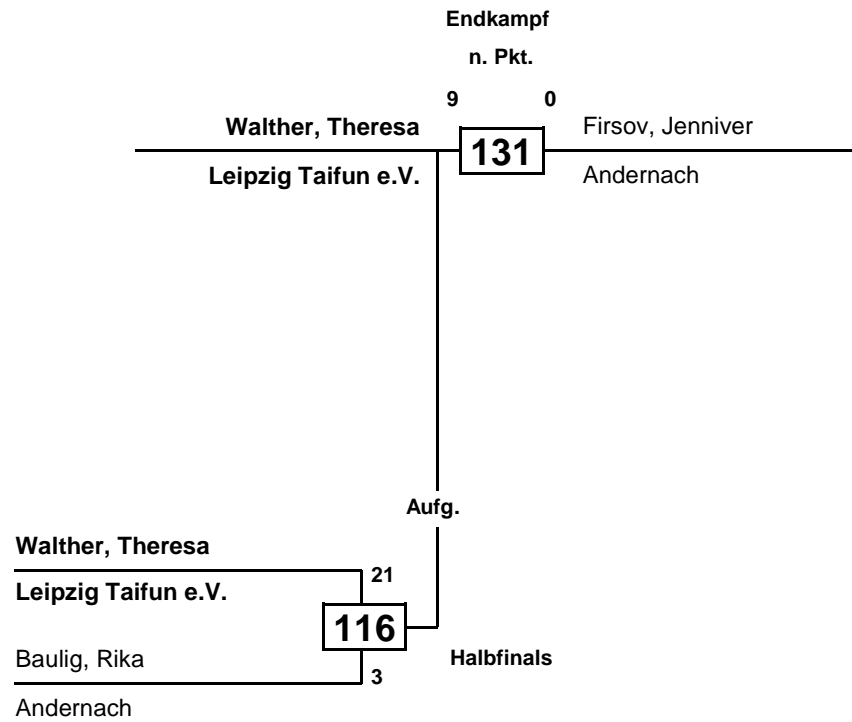 Endkampf
n. Pkt.
9 0
Walther, Theresa
Leipzig Taifun e.V.
131
Firsov, Jenniver
Andernach
Aufg.
Walther, Theresa
Leipzig Taifun e.V.
21
116
Halbfinals
Baulig, Rika
3
Andernach